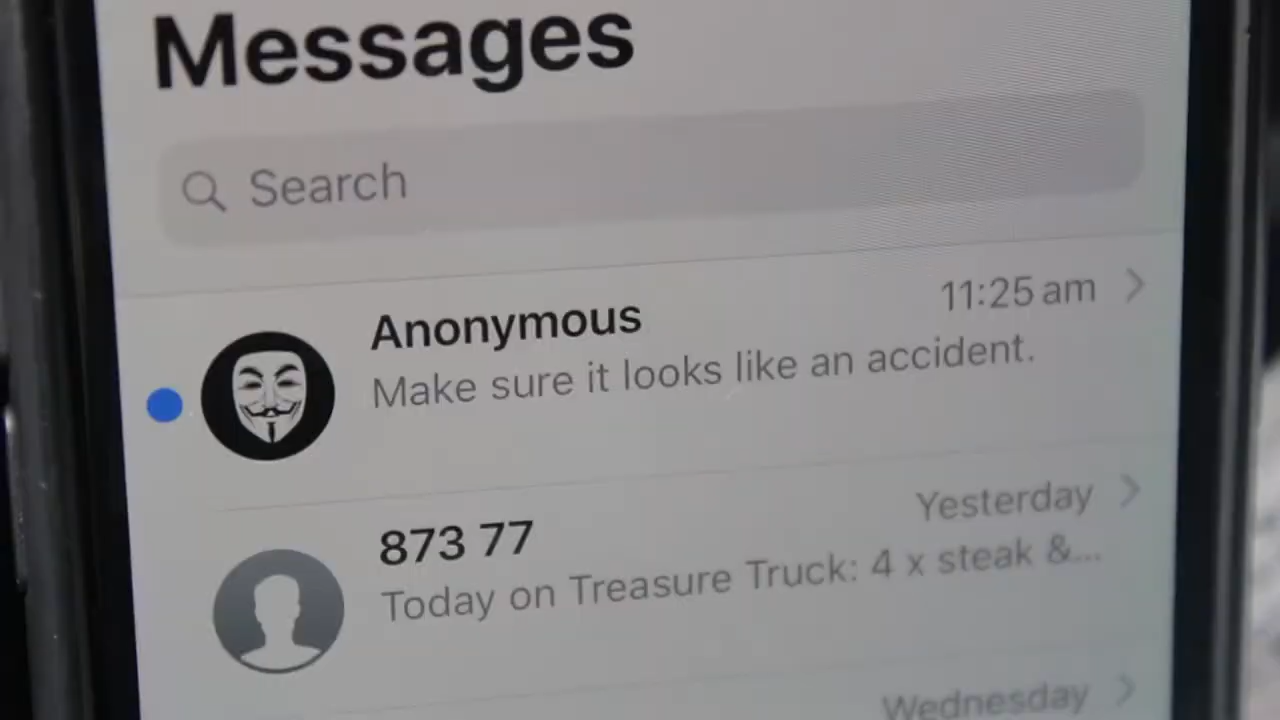 Messages
Search
Anonymous
11:25 am
Make sure it looks like an accident.
873 77
Yesterday
Today on Treasure Truck: 4 x steak &...
Wednesday